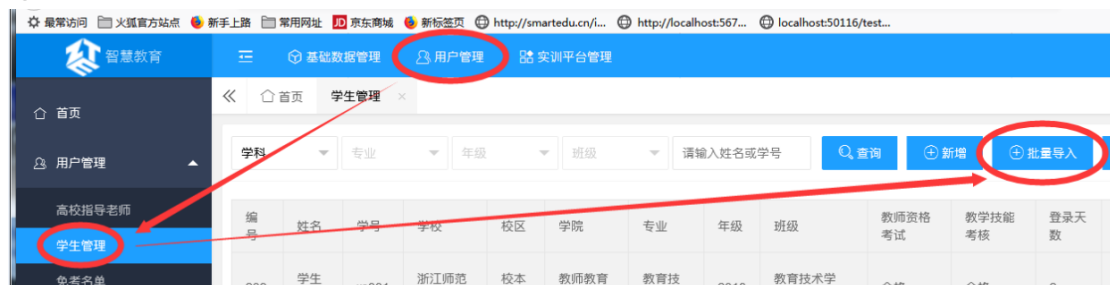 最常访问 火狐官方站点 新手上路 常用网址 JD 京东商城 新标签页 http://smartedu.cn/i... http://localhost:567... localhost:50116/test...
智慧教育 基础数据管理 用户管理 实训平台管理
首页 学生管理 ×
首页
学科 专业 年级 班级 请输入姓名或学号 查询 新增 批量导入
用户管理
高校指导老师
学生管理
免考名单
编号 姓名 学号 学校 校区 学院 专业 年级 班级 教师资格考试 教学技能考核 登录天数
学生 浙江师范 校本 教师教育 教育技 教育技术学